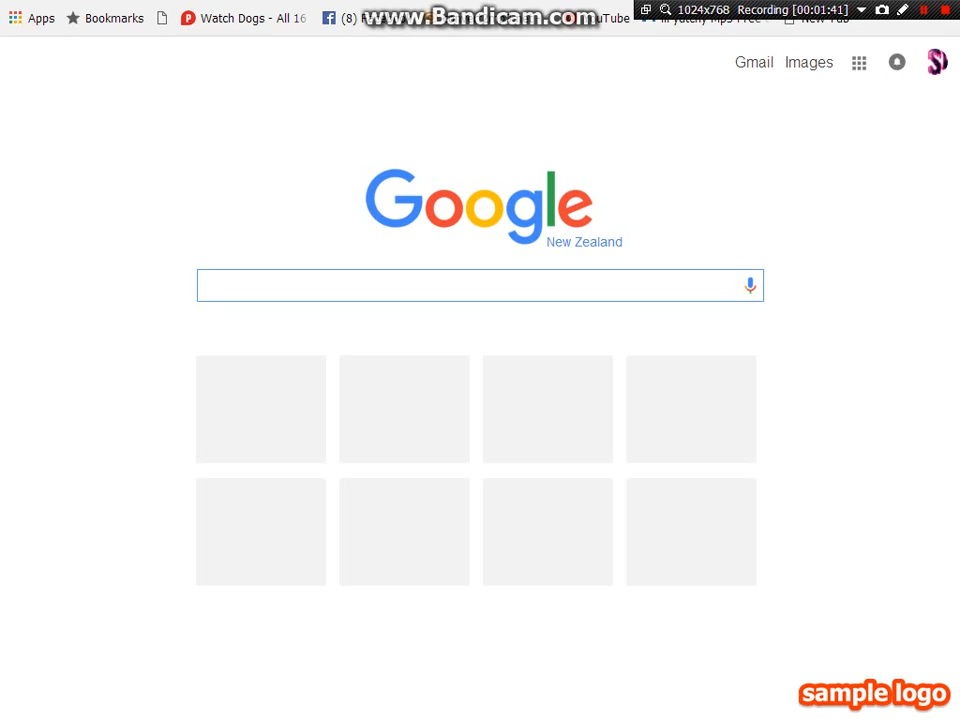 Apps Bookmarks Watch Dogs - All 16 (8) www.Bandicam.com 1024x768 Recording [00:01:41]
Gmail Images
Google
New Zealand
sample logo